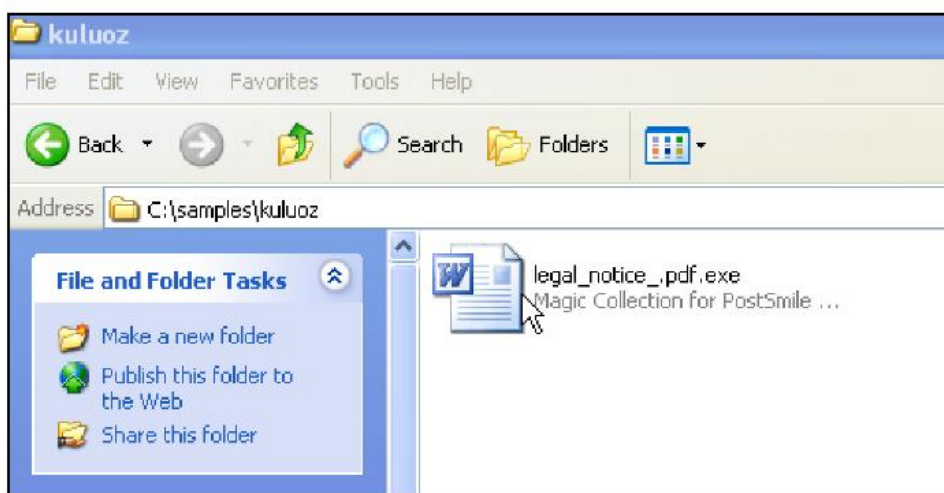 kuluoz
File Edit View Favorites Tools Help
Back Search Folders
Address C:\samples\kuluoz
File and Folder Tasks
Make a new folder
Publish this folder to
the Web
Share this folder
W legal_notice_.pdf.exe
Magic Collection for PostSmile ...